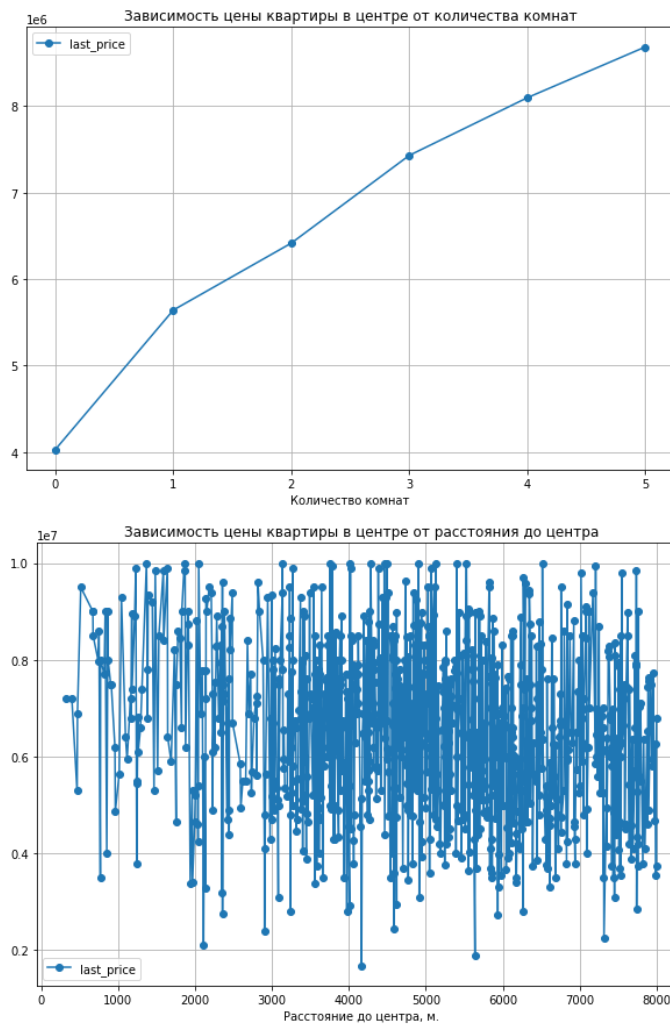 Зависимость цены квартиры в центре от количества комнат
1e6
last_price
8
7
6
5
4
0 1 2 3 4 5
Количество комнат
Зависимость цены квартиры в центре от расстояния до центра
1e7
1.0
0.8
0.6
0.4
0.2
last_price
0 1000 2000 3000 4000 5000 6000 7000 8000
Расстояние до центра, м.